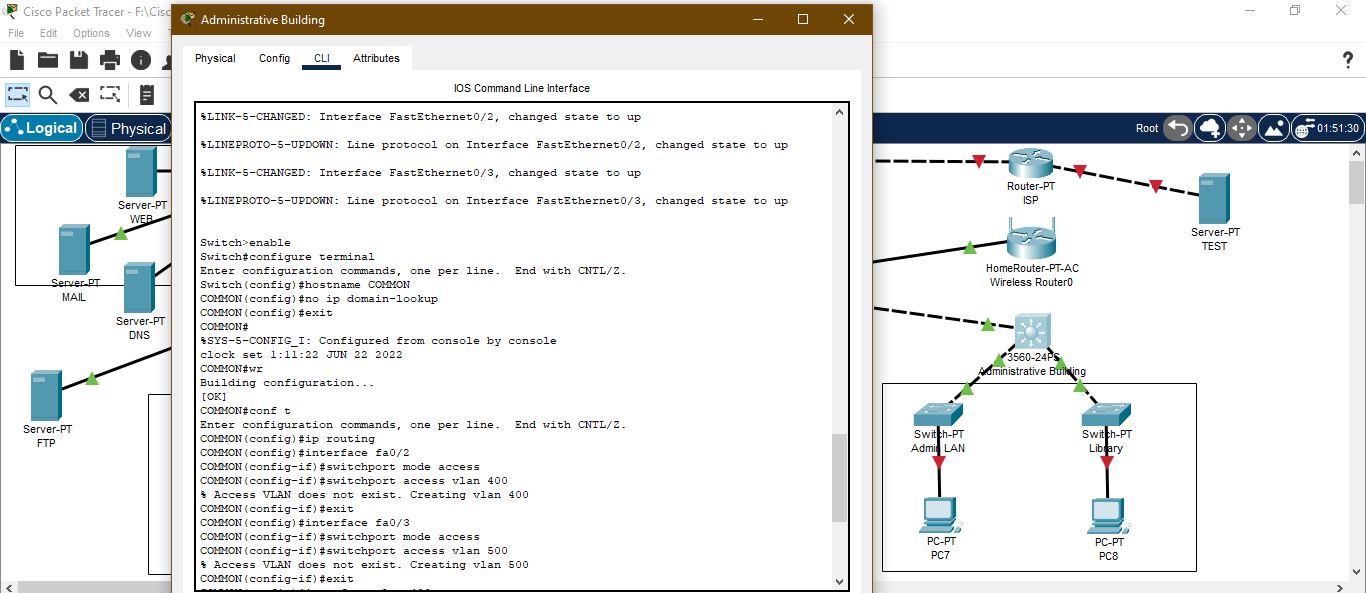 Cisco Packet Tracer - F:\Cisc
Administrative Building
File Edit Options View
Physical Config CLI Attributes
IOS Command Line Interface
%LINK-5-CHANGED: Interface FastEthernet0/2, changed state to up
%LINEPROTO-5-UPDOWN: Line protocol on Interface FastEthernet0/2, changed state to up
%LINK-5-CHANGED: Interface FastEthernet0/3, changed state to up
%LINEPROTO-5-UPDOWN: Line protocol on Interface FastEthernet0/3, changed state to up
Switch>enable
Switch#configure terminal
Enter configuration commands, one per line.  End with CNTL/Z.
Switch(config)#hostname COMMON
COMMON(config)#no ip domain-lookup
COMMON(config)#exit
COMMON#
%SYS-5-CONFIG_I: Configured from console by console
clock set 1:11:22 JUN 22 2022
COMMON#wr
Building configuration...
[OK]
COMMON#conf t
Enter configuration commands, one per line.  End with CNTL/Z.
COMMON(config)#ip routing
COMMON(config)#interface fa0/2
COMMON(config-if)#switchport mode access
COMMON(config-if)#switchport access vlan 400
% Access VLAN does not exist. Creating vlan 400
COMMON(config-if)#exit
COMMON(config)#interface fa0/3
COMMON(config-if)#switchport mode access
COMMON(config-if)#switchport access vlan 500
% Access VLAN does not exist. Creating vlan 500
COMMON(config-if)#exit
Logical Physical
Root 01:51:30
Server-PT
WEB
Server-PT
MAIL
Server-PT
DNS
Server-PT
FTP
Router-PT
ISP
Server-PT
TEST
HomeRouter-PT-AC
Wireless Router0
3560-24PS
Administrative Building
Switch-PT
Admin LAN
Switch-PT
Library
PC-PT
PC7
PC-PT
PC8